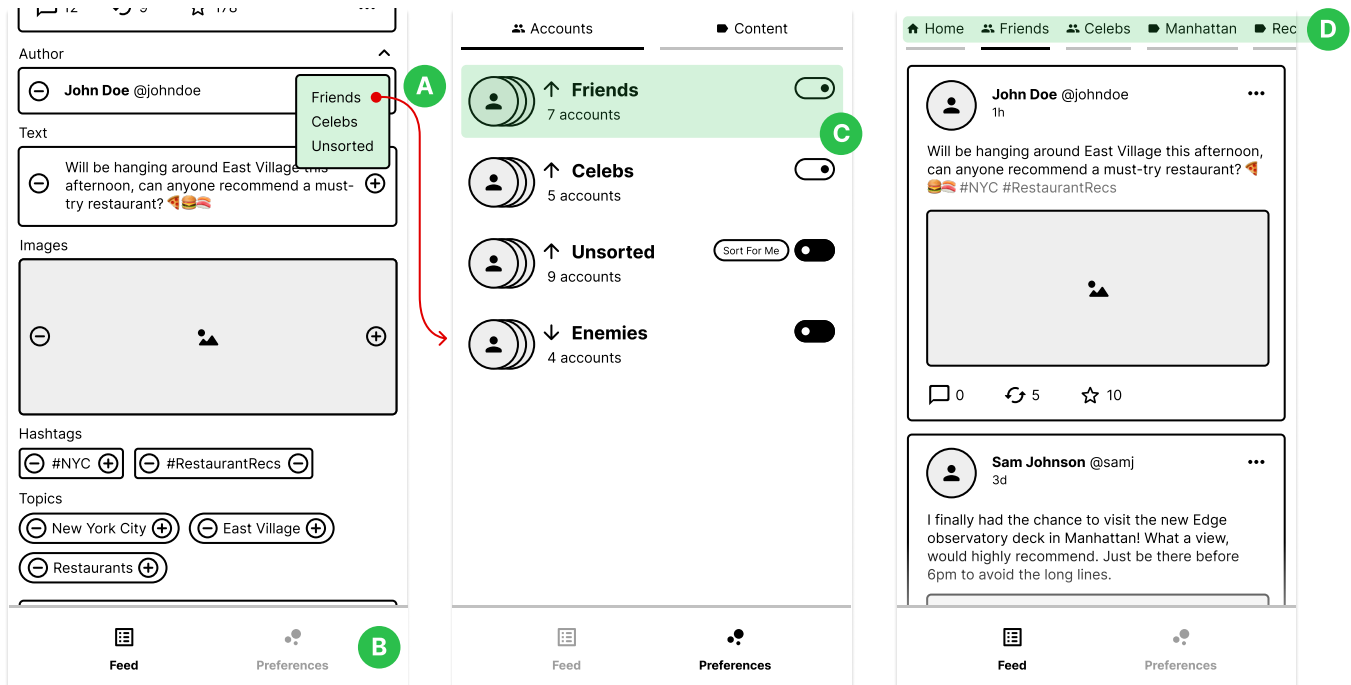 12 9 178
Author
John Doe @johndoe
Friends
Celebs
Unsorted
A
Text
Will be hanging around East Village this
afternoon, can anyone recommend a must-
try restaurant? 🍕🍔🥓
Images
Hashtags
#NYC
#RestaurantRecs
Topics
New York City
East Village
Restaurants
Feed
Preferences
B
Accounts
Content
Friends
7 accounts
C
Celebs
5 accounts
Unsorted
9 accounts
Sort For Me
Enemies
4 accounts
Feed
Preferences
Home
Friends
Celebs
Manhattan
Rec
D
John Doe @johndoe
1h
Will be hanging around East Village this afternoon,
can anyone recommend a must-try restaurant? 🍕
🍔🥓 #NYC #RestaurantRecs
0
5
10
Sam Johnson @samj
3d
I finally had the chance to visit the new Edge
observatory deck in Manhattan! What a view,
would highly recommend. Just be there before
6pm to avoid the long lines.
Feed
Preferences